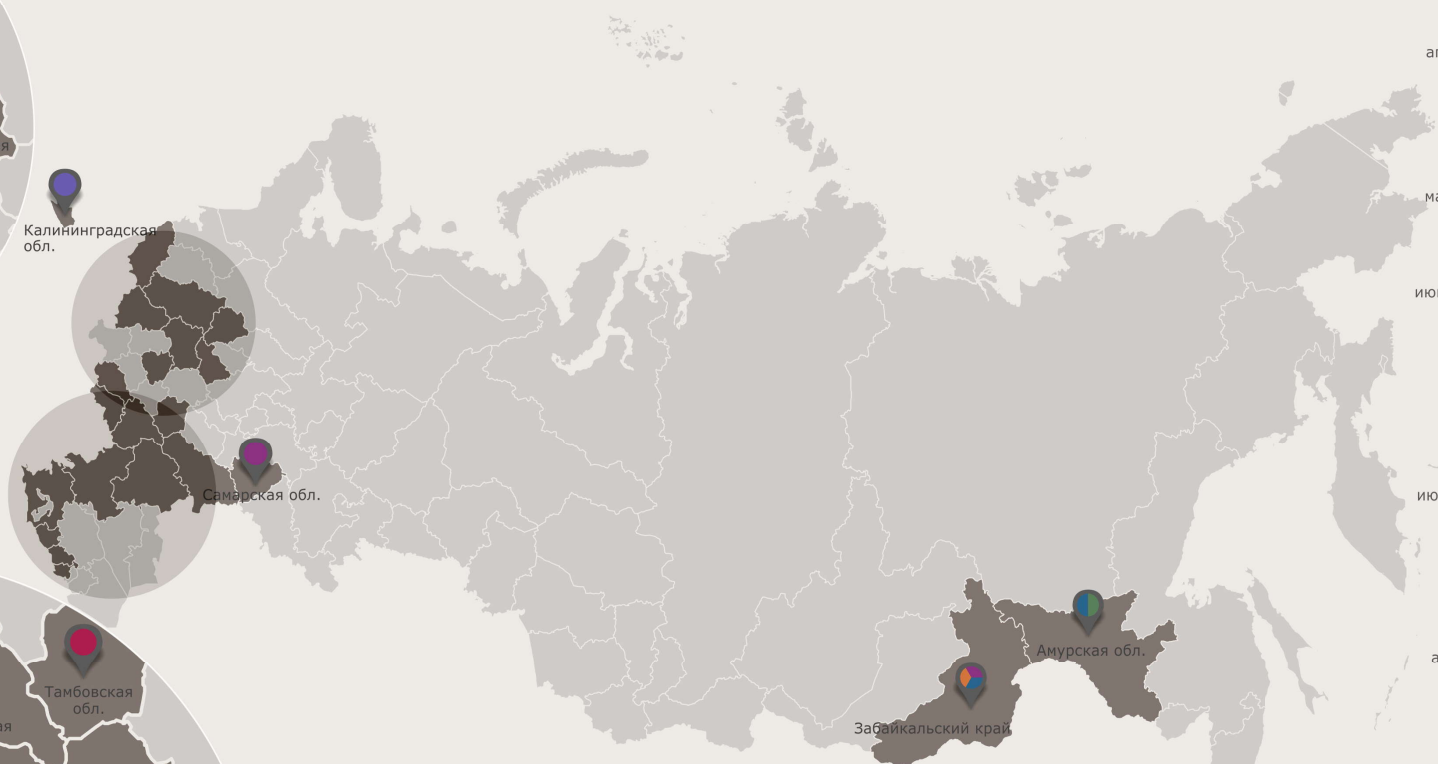 Калининградская
обл.
Самарская обл.
Амурская обл.
Тамбовская
обл.
Забайкальский край